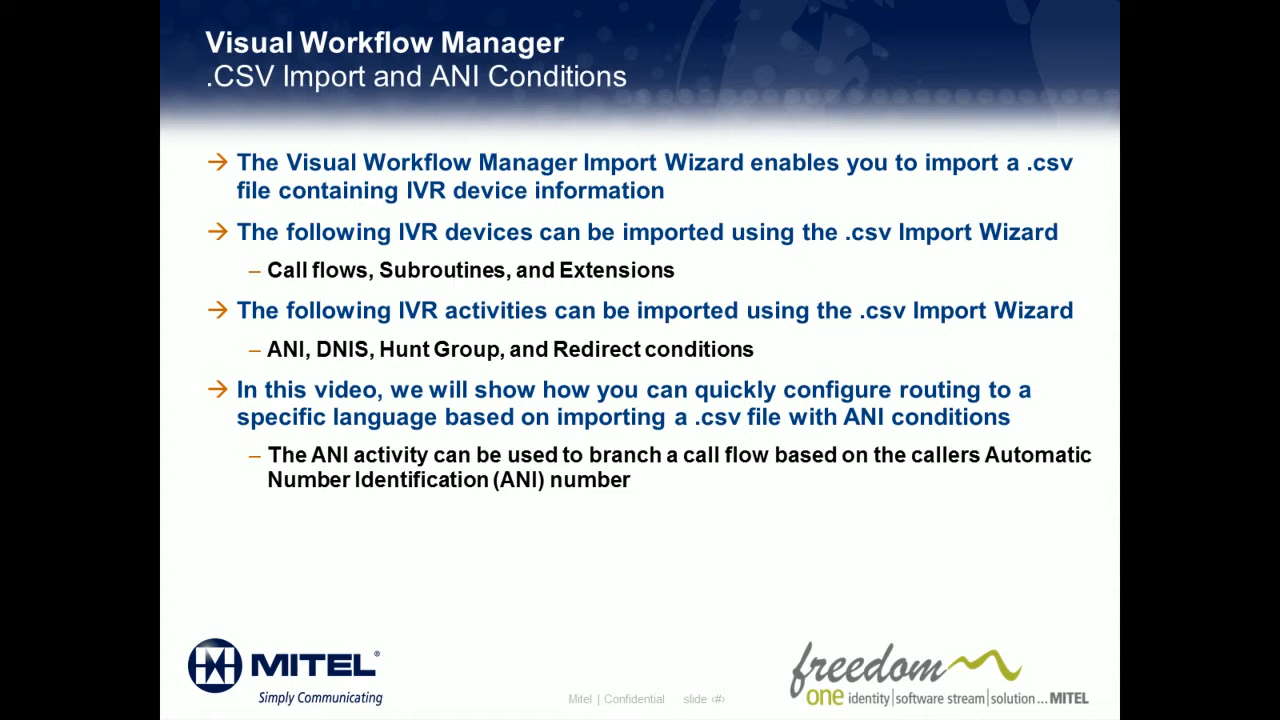 Visual Workflow Manager
.CSV Import and ANI Conditions
→ The Visual Workflow Manager Import Wizard enables you to import a .csv
file containing IVR device information
→ The following IVR devices can be imported using the .csv Import Wizard
– Call flows, Subroutines, and Extensions
→ The following IVR activities can be imported using the .csv Import Wizard
– ANI, DNIS, Hunt Group, and Redirect conditions
→ In this video, we will show how you can quickly configure routing to a
specific language based on importing a .csv file with ANI conditions
– The ANI activity can be used to branch a call flow based on the callers Automatic
Number Identification (ANI) number
MITEL®
Simply Communicating
Mitel | Confidential slide ‹#›
freedom
one identity | software stream | solution ... MITEL